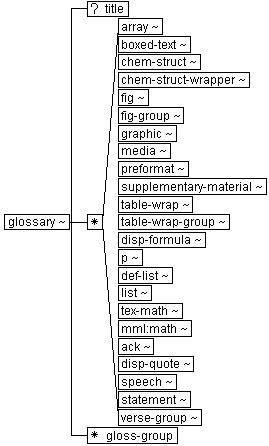 ? title
array ~
boxed-text ~
chem-struct ~
chem-struct-wrapper ~
fig ~
fig-group ~
graphic ~
media ~
preformat ~
supplementary-material ~
table-wrap ~
glossary ~
*
table-wrap-group ~
disp-formula ~
p ~
def-list ~
list ~
tex-math ~
mml:math ~
ack ~
disp-quote ~
speech ~
statement ~
verse-group ~
* gloss-group